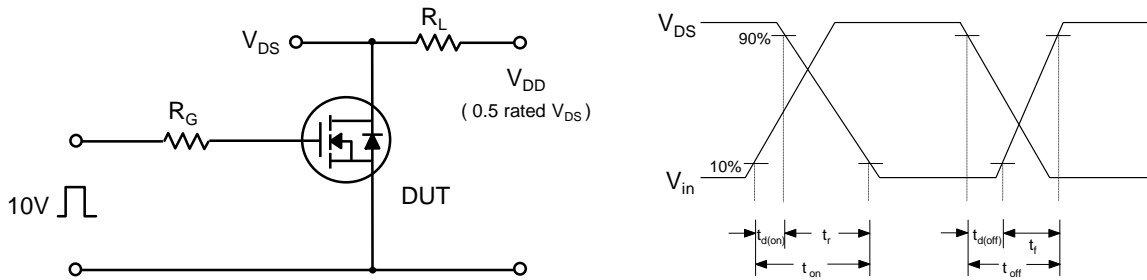 R_L
V_DS
V_DD
( 0.5 rated V_DS )
R_G
DUT
10V
V_DS
90%
10%
V_in
t_d(on)
t_r
t_on
t_d(off)
t_f
t_off